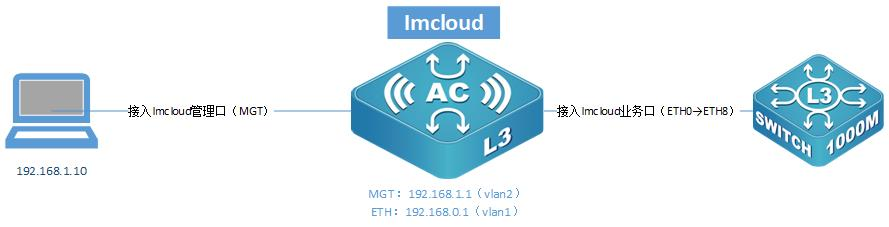 Imcloud
接入Imcloud管理口（MGT）
AC
L3
接入Imcloud业务口（ETH0→ETH8）
L3
SWITCH 1000M
192.168.1.10
MGT：192.168.1.1（vlan2）
ETH：192.168.0.1（vlan1）